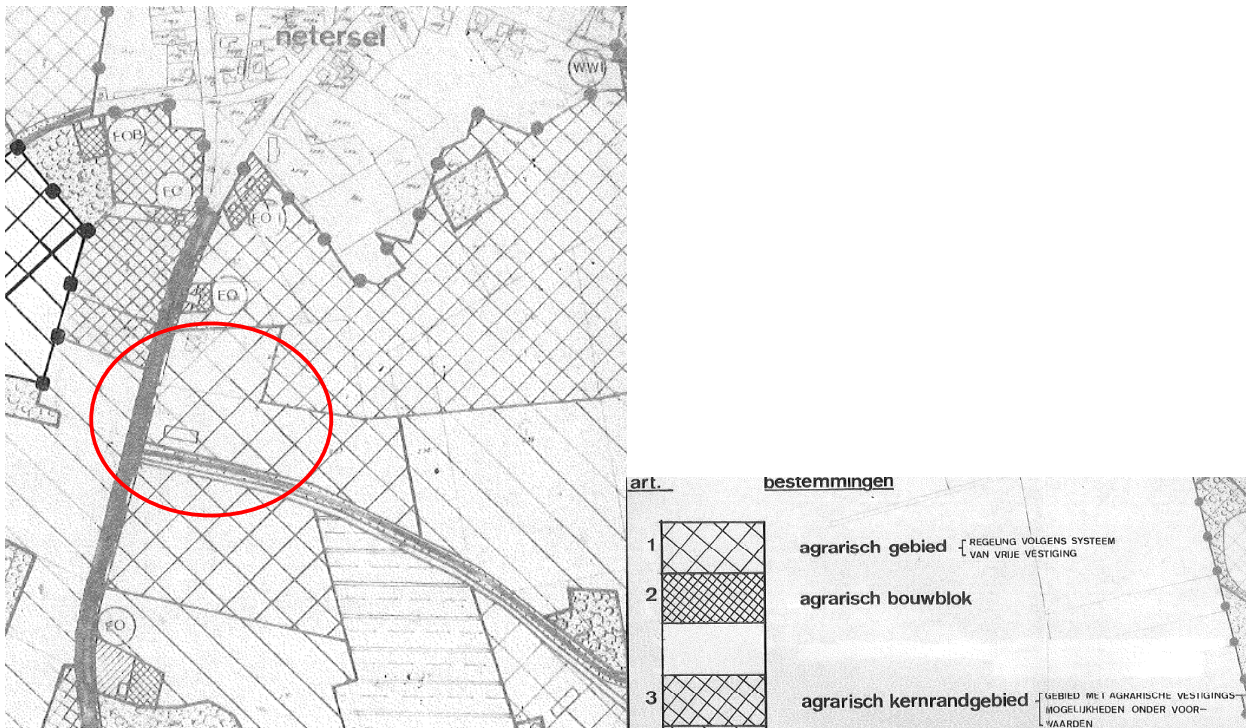 netersel
WWI
EOB
EO
EO I
EO
EO
art.
bestemmingen
1
agrarisch gebied
REGELING VOLGENS SYSTEEM
VAN VRIJE VESTIGING
2
agrarisch bouwblok
3
agrarisch kernrandgebied
GEBIED MET AGRARISCHE VESTIGINGS-
MOGELIJKHEDEN ONDER VOOR-
WAARDEN